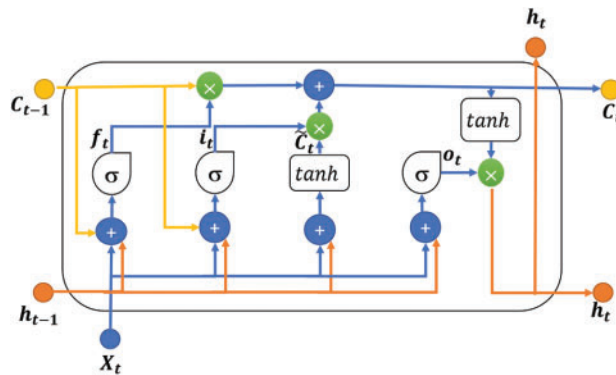 h_t
C_{t-1}
×
+
C_t
f_t
i_t
C̃_t
×
tanh
σ
σ
tanh
σ
o_t
×
+
+
+
+
h_{t-1}
h_t
X_t